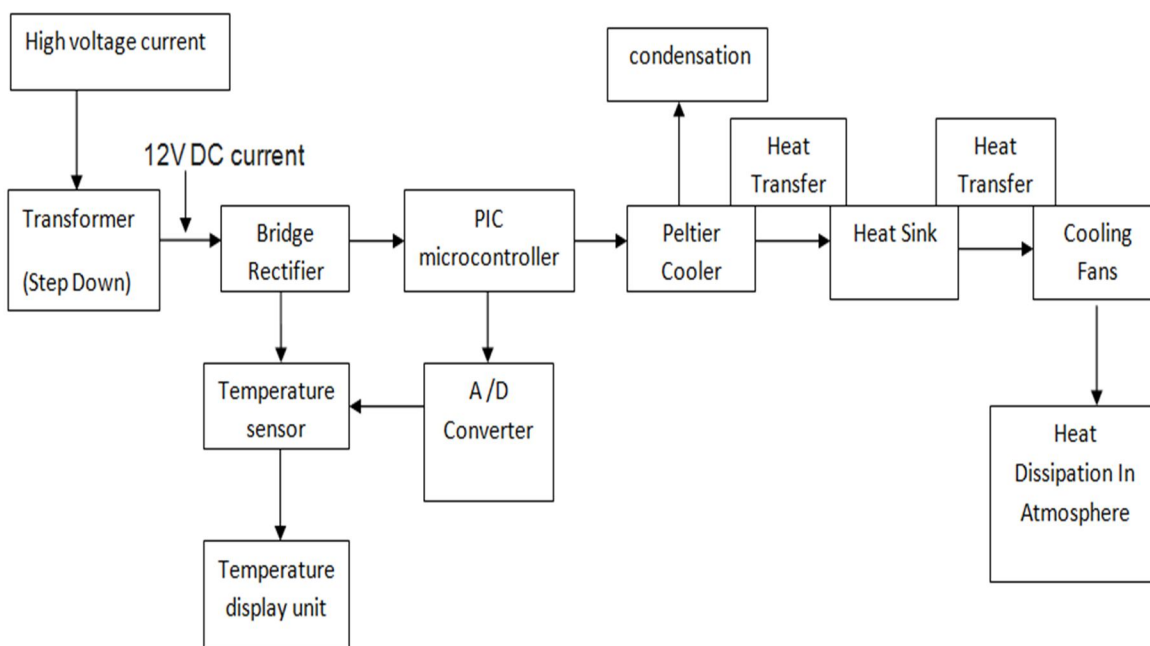 High voltage current
condensation
12V DC current
Heat
Transfer
Heat
Transfer
Transformer
(Step Down)
Bridge
Rectifier
PIC
microcontroller
Peltier
Cooler
Heat Sink
Cooling
Fans
Temperature
sensor
A /D
Converter
Heat
Dissipation In
Atmosphere
Temperature
display unit